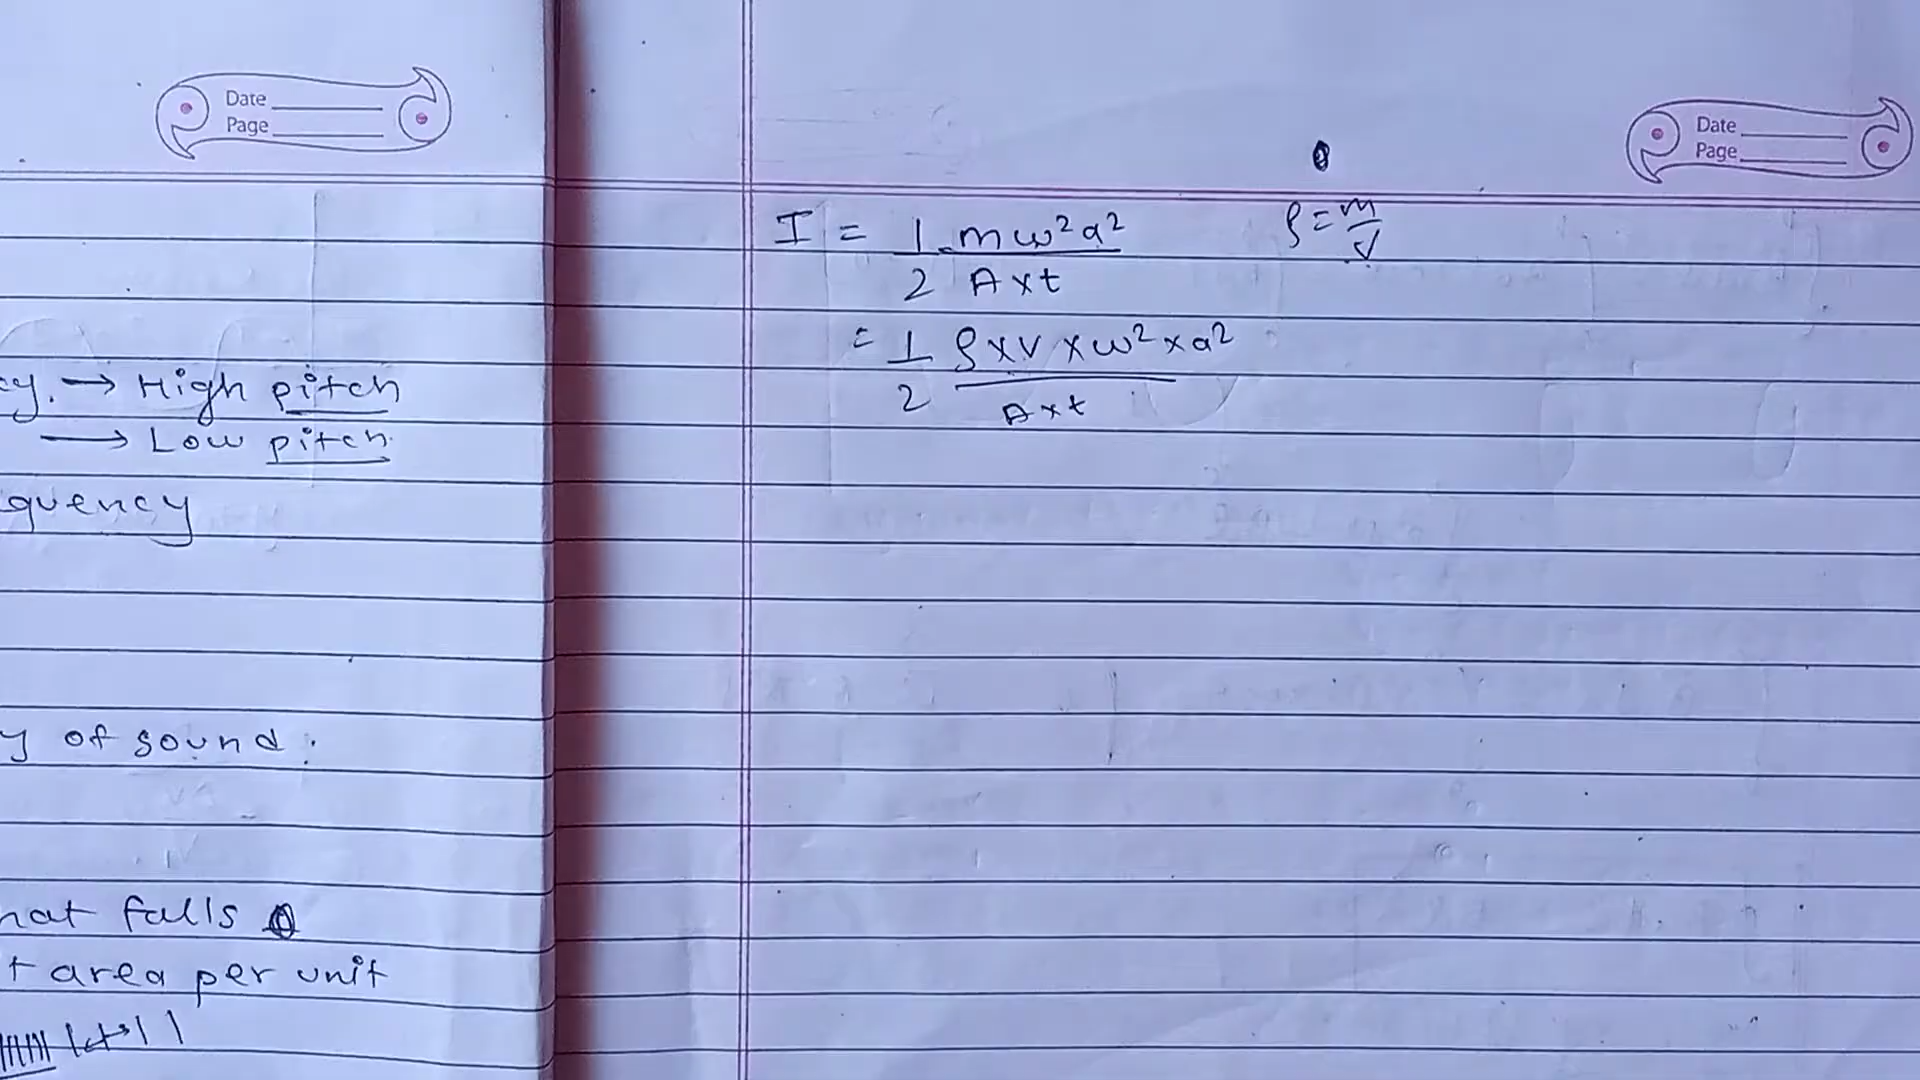 Date
Page
cy. → High pitch
→ Low pitch
quency
y of sound:
hat falls
t area per unit
Date
Page
I = 1/2 mω²a²/A×t
ρ = m/V
= 1/2 ρ×V×ω²×a²/A×t